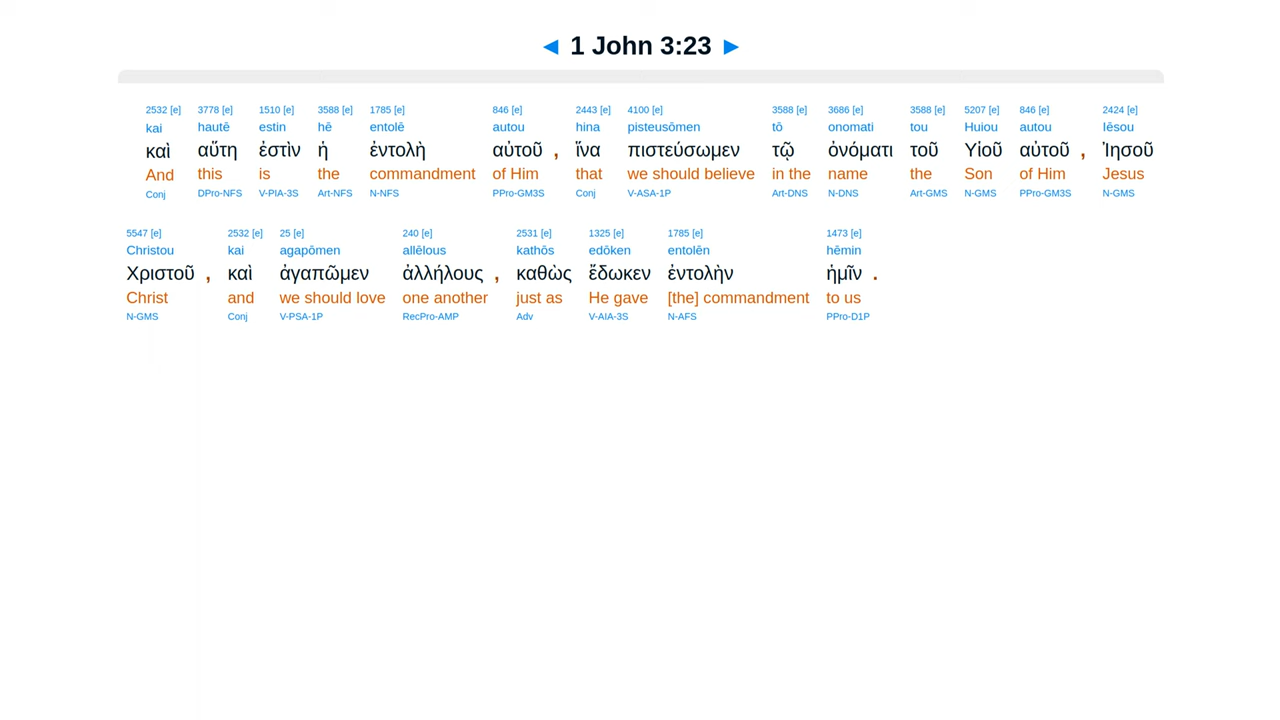 ◄ 1 John 3:23 ►
2532 [e] 3778 [e] 1510 [e] 3588 [e] 1785 [e] 846 [e] 2443 [e] 4100 [e] 3588 [e] 3686 [e] 3588 [e] 5207 [e] 846 [e] 2424 [e]
kai hautē estin hē entolē autou hina pisteusōmen tō onomati tou Huiou autou Iēsou
καὶ αὕτη ἐστὶν ἡ ἐντολὴ αὐτοῦ , ἵνα πιστεύσωμεν τῷ ὀνόματι τοῦ Υἱοῦ αὐτοῦ , Ἰησοῦ
And this is the commandment of Him that we should believe in the name the Son of Him Jesus
Conj DPro-NFS V-PIA-3S Art-NFS N-NFS PPro-GM3S Conj V-ASA-1P Art-DNS N-DNS Art-GMS N-GMS PPro-GM3S N-GMS
5547 [e] 2532 [e] 25 [e] 240 [e] 2531 [e] 1325 [e] 1785 [e] 1473 [e]
Christou kai agapōmen allēlous kathōs edōken entolēn hēmin
Χριστοῦ , καὶ ἀγαπῶμεν ἀλλήλους , καθὼς ἔδωκεν ἐντολὴν ἡμῖν .
Christ and we should love one another just as He gave [the] commandment to us
N-GMS Conj V-PSA-1P RecPro-AMP Adv V-AIA-3S N-AFS PPro-D1P